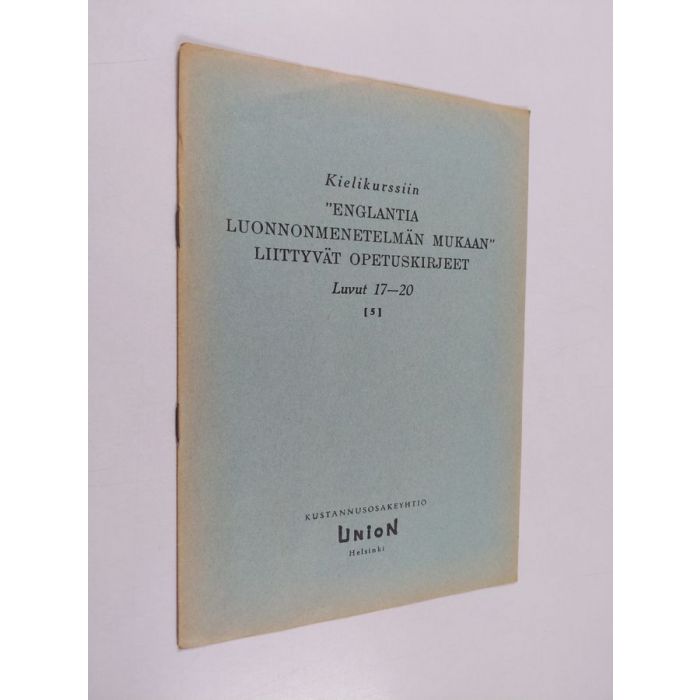 Kielikurssiin
"ENGLANTIA
LUONNONMENETELMÄN MUKAAN"
LIITTYVÄT OPETUSKIRJEET
Luvut 17—20
[5]
KUSTANNUSOSAKEYHTIÖ
UNiON
Helsinki